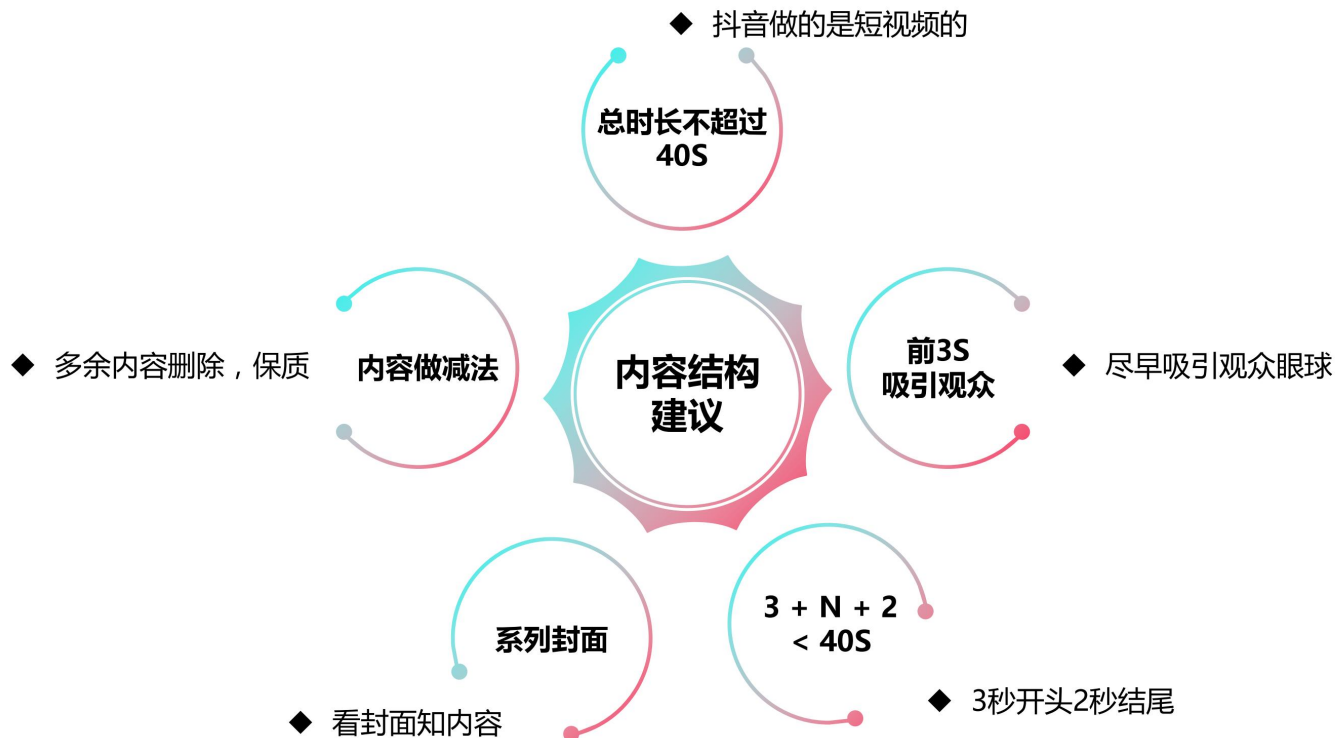 ◆ 抖音做的是短视频的
总时长不超过
40S
◆ 多余内容删除，保质
内容做减法
内容结构
建议
前3S
吸引观众
◆ 尽早吸引观众眼球
系列封面
◆ 看封面知内容
3 + N + 2
< 40S
◆ 3秒开头2秒结尾